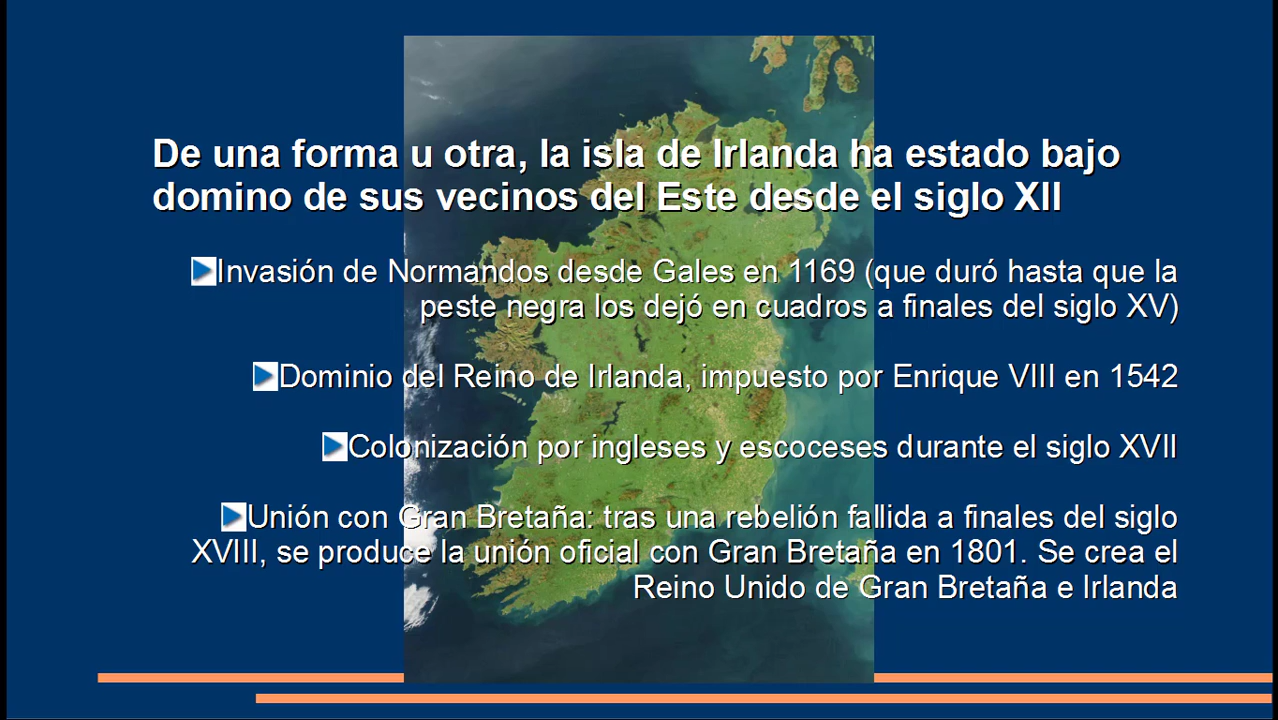 De una forma u otra, la isla de Irlanda ha estado bajo
domino de sus vecinos del Este desde el siglo XII
Invasión de Normandos desde Gales en 1169 (que duró hasta que la
peste negra los dejó en cuadros a finales del siglo XV)
Dominio del Reino de Irlanda, impuesto por Enrique VIII en 1542
Colonización por ingleses y escoceses durante el siglo XVII
Unión con Gran Bretaña: tras una rebelión fallida a finales del siglo
XVIII, se produce la unión oficial con Gran Bretaña en 1801. Se crea el
Reino Unido de Gran Bretaña e Irlanda